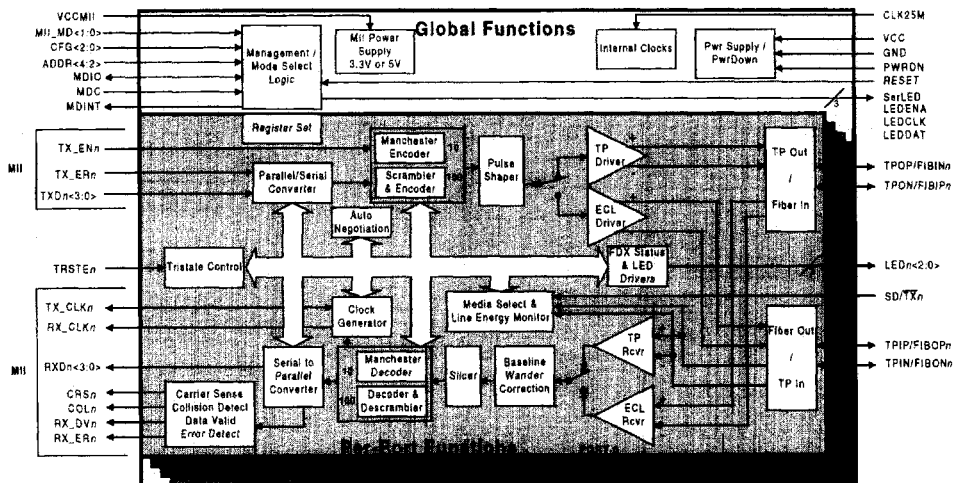 VCCMII
MII_MD<1:0>
CFG<2:0>
ADDR<4:2>
MDIO
MDC
MDINT
Management /
Mode Select
Logic
MII Power
Supply
3.3V or 5V
Global Functions
Internal Clocks
Pwr Supply /
PwrDown
CLK25M
VCC
GND
PWRDN
RESET
3
SerLED
LEDENA
LEDCLK
LEDDAT
Register Set
MII
TX_ENn
TX_ERn
TXDn<3:0>
Parallel/Serial
Converter
Manchester
Encoder
10
Scrambler
& Encoder
100
Pulse
Shaper
TP
Driver
ECL
Driver
+
-
TP Out
/
Fiber In
TPOP/FIBINn
TPON/FIBIPn
Auto
Negotiation
TRSTEn
Tristate Control
FDX Status
& LED
Drivers
LEDn<2:0>
TX_CLKn
RX_CLKn
Clock
Generator
Media Select &
Line Energy Monitor
SD/TXn
MII
RXDn<3:0>
CRSn
COLn
RX_DVn
RX_ERn
Serial to
Parallel
Converter
Carrier Sense
Collision Detect
Data Valid
Error Detect
10
Manchester
Decoder
100
Decoder &
Descrambler
Slicer
Baseline
Wander
Correction
TP
Rcvr
ECL
Rcvr
Fiber Out
/
TP In
TPIP/FIBOPn
TPIN/FIBONn
Per-Port Functions